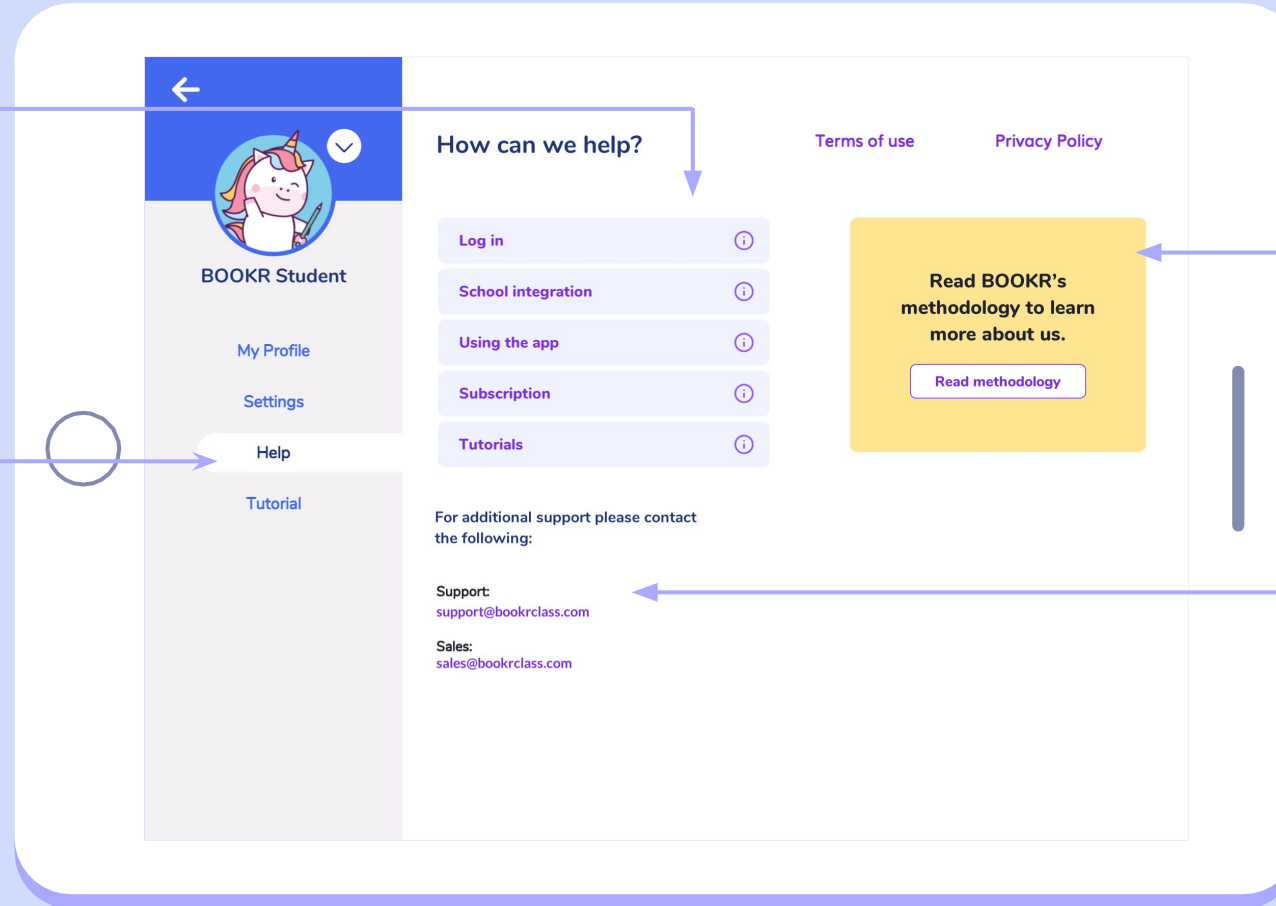 BOOKR Student
My Profile
Settings
Help
Tutorial
How can we help?
Terms of use
Privacy Policy
Log in
School integration
Using the app
Subscription
Tutorials
Read BOOKR's
methodology to learn
more about us.
Read methodology
For additional support please contact
the following:
Support:
support@bookrclass.com
Sales:
sales@bookrclass.com